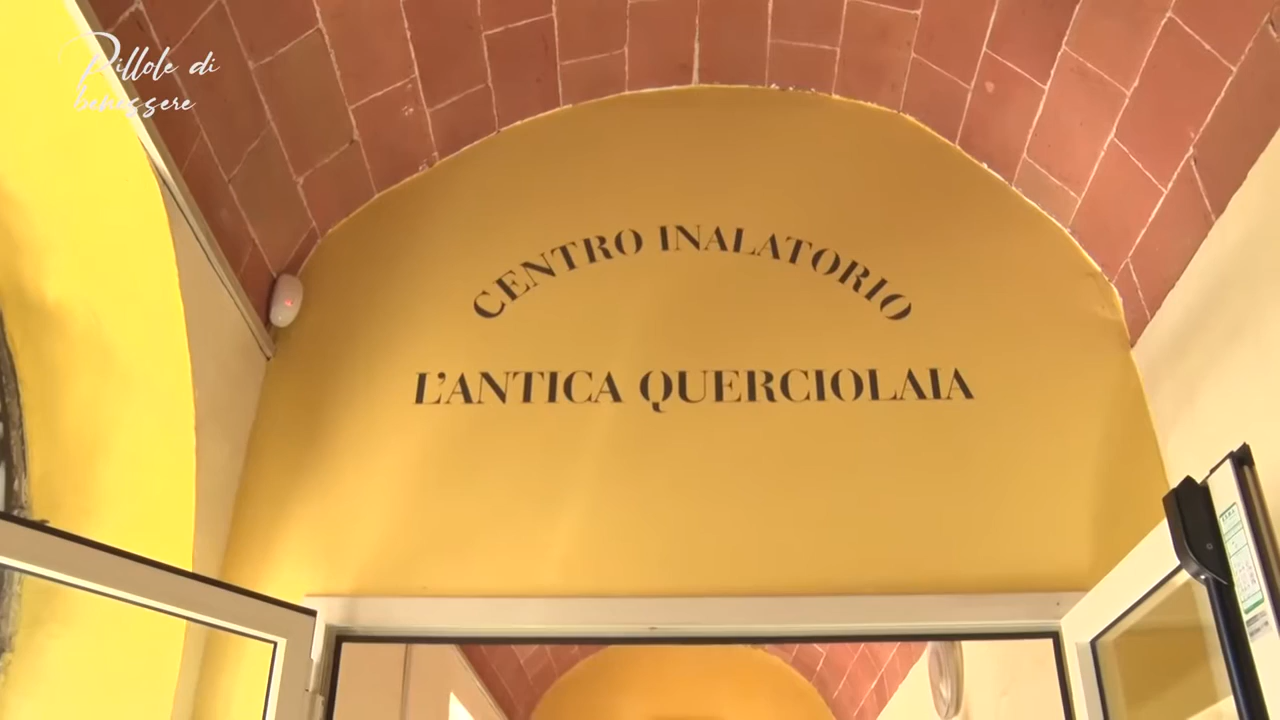 Pillole di
benessere
CENTRO INALATORIO
L'ANTICA QUERCIOLAIA